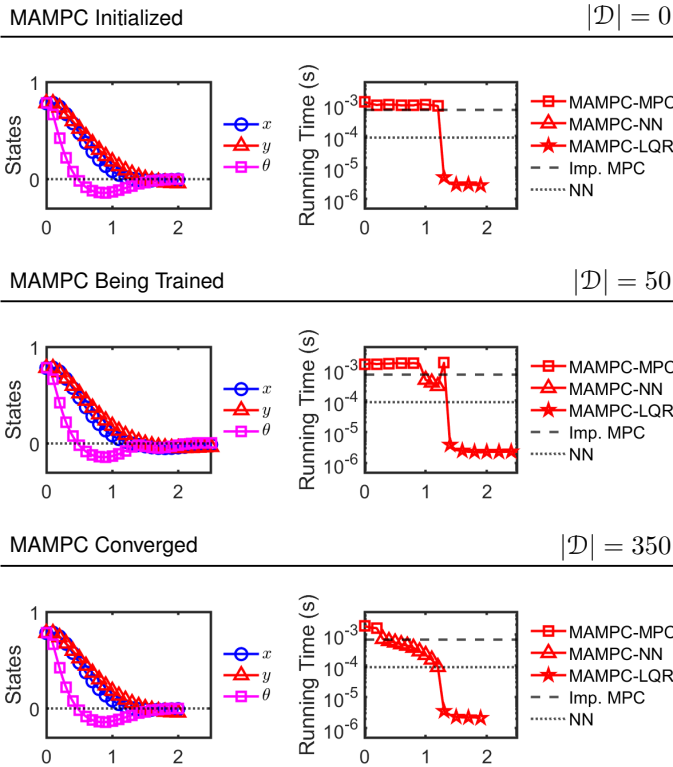 MAMPC Initialized |𝒟| = 0
1
0
States
0 1 2
x
y
θ
Running Time (s)
10⁻³
10⁻⁴
10⁻⁵
10⁻⁶
0 1 2
MAMPC-MPC
MAMPC-NN
MAMPC-LQR
Imp. MPC
NN
MAMPC Being Trained |𝒟| = 50
1
0
States
0 1 2
x
y
θ
Running Time (s)
10⁻³
10⁻⁴
10⁻⁵
10⁻⁶
0 1 2
MAMPC-MPC
MAMPC-NN
MAMPC-LQR
Imp. MPC
NN
MAMPC Converged |𝒟| = 350
1
0
States
0 1 2
x
y
θ
Running Time (s)
10⁻³
10⁻⁴
10⁻⁵
10⁻⁶
0 1 2
MAMPC-MPC
MAMPC-NN
MAMPC-LQR
Imp. MPC
NN